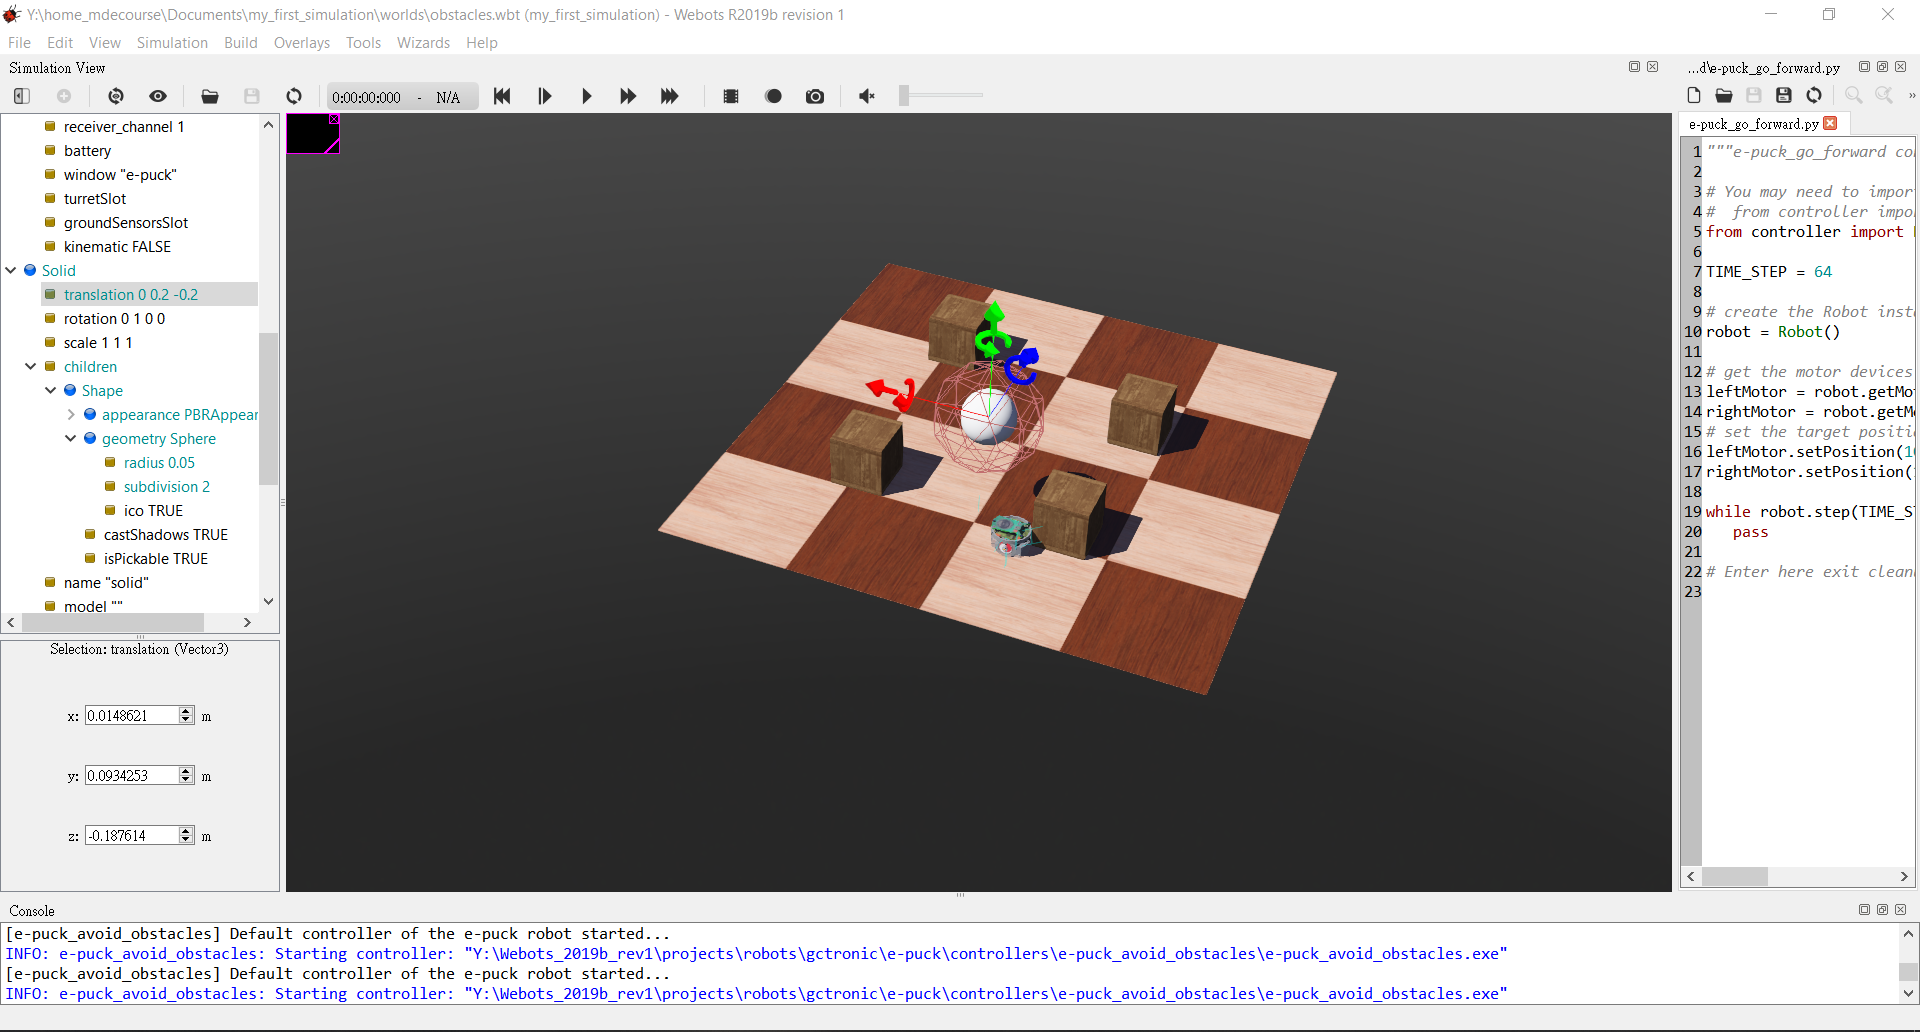 Y:\home_mdecourse\Documents\my_first_simulation\worlds\obstacles.wbt (my_first_simulation) - Webots R2019b revision 1
File Edit View Simulation Build Overlays Tools Wizards Help
Simulation View
...d\e-puck_go_forward.py
0:00:00:000 - N/A
»
e-puck_go_forward.py
receiver_channel 1
battery
window "e-puck"
turretSlot
groundSensorsSlot
kinematic FALSE
Solid
translation 0 0.2 -0.2
rotation 0 1 0 0
scale 1 1 1
children
Shape
appearance PBRAppear
geometry Sphere
radius 0.05
subdivision 2
ico TRUE
castShadows TRUE
isPickable TRUE
name "solid"
model ""
Selection: translation (Vector3)
x: 0.0148621 m
y: 0.0934253 m
z: -0.187614 m
1 """e-puck_go_forward co
2
3 # You may need to impor
4 #  from controller impo
5 from controller import
6
7 TIME_STEP = 64
8
9 # create the Robot inst
10 robot = Robot()
11
12 # get the motor devices
13 leftMotor = robot.getMo
14 rightMotor = robot.getM
15 # set the target positi
16 leftMotor.setPosition(1
17 rightMotor.setPosition(
18
19 while robot.step(TIME_S
20    pass
21
22 # Enter here exit clean
23
Console
[e-puck_avoid_obstacles] Default controller of the e-puck robot started...
INFO: e-puck_avoid_obstacles: Starting controller: "Y:\Webots_2019b_rev1\projects\robots\gctronic\e-puck\controllers\e-puck_avoid_obstacles\e-puck_avoid_obstacles.exe"
[e-puck_avoid_obstacles] Default controller of the e-puck robot started...
INFO: e-puck_avoid_obstacles: Starting controller: "Y:\Webots_2019b_rev1\projects\robots\gctronic\e-puck\controllers\e-puck_avoid_obstacles\e-puck_avoid_obstacles.exe"